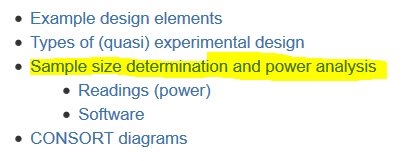 Example design elements
Types of (quasi) experimental design
Sample size determination and power analysis
Readings (power)
Software
CONSORT diagrams